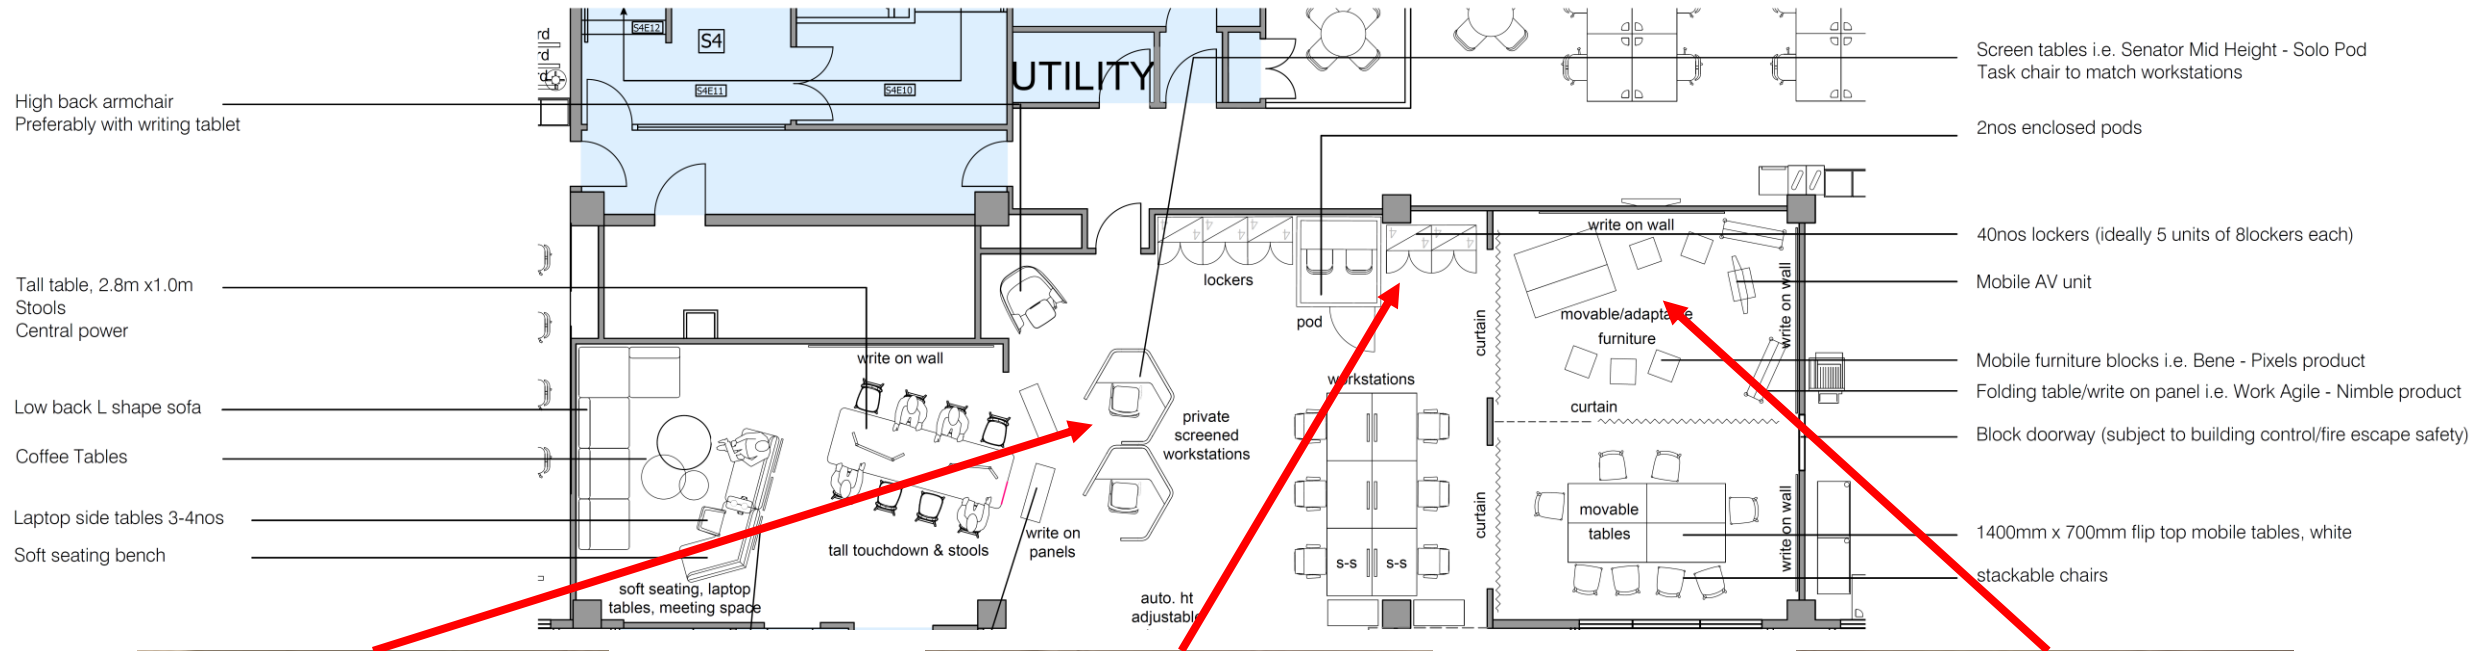 High back armchair
Preferably with writing tablet
Tall table, 2.8m x1.0m
Stools
Central power
Low back L shape sofa
Coffee Tables
Laptop side tables 3-4nos
Soft seating bench
S4E12
S4
S4E11
S4E10
UTILITY
write on wall
tall touchdown & stools
soft seating, laptop
tables, meeting space
write on
panels
private
screened
workstations
auto. ht
adjustable
lockers
pod
workstations
s-s
s-s
curtain
curtain
write on wall
write on wall
movable/adaptable
furniture
curtain
movable
tables
write on wall
Screen tables i.e. Senator Mid Height - Solo Pod
Task chair to match workstations
2nos enclosed pods
40nos lockers (ideally 5 units of 8lockers each)
Mobile AV unit
Mobile furniture blocks i.e. Bene - Pixels product
Folding table/write on panel i.e. Work Agile - Nimble product
Block doorway (subject to building control/fire escape safety)
1400mm x 700mm flip top mobile tables, white
stackable chairs